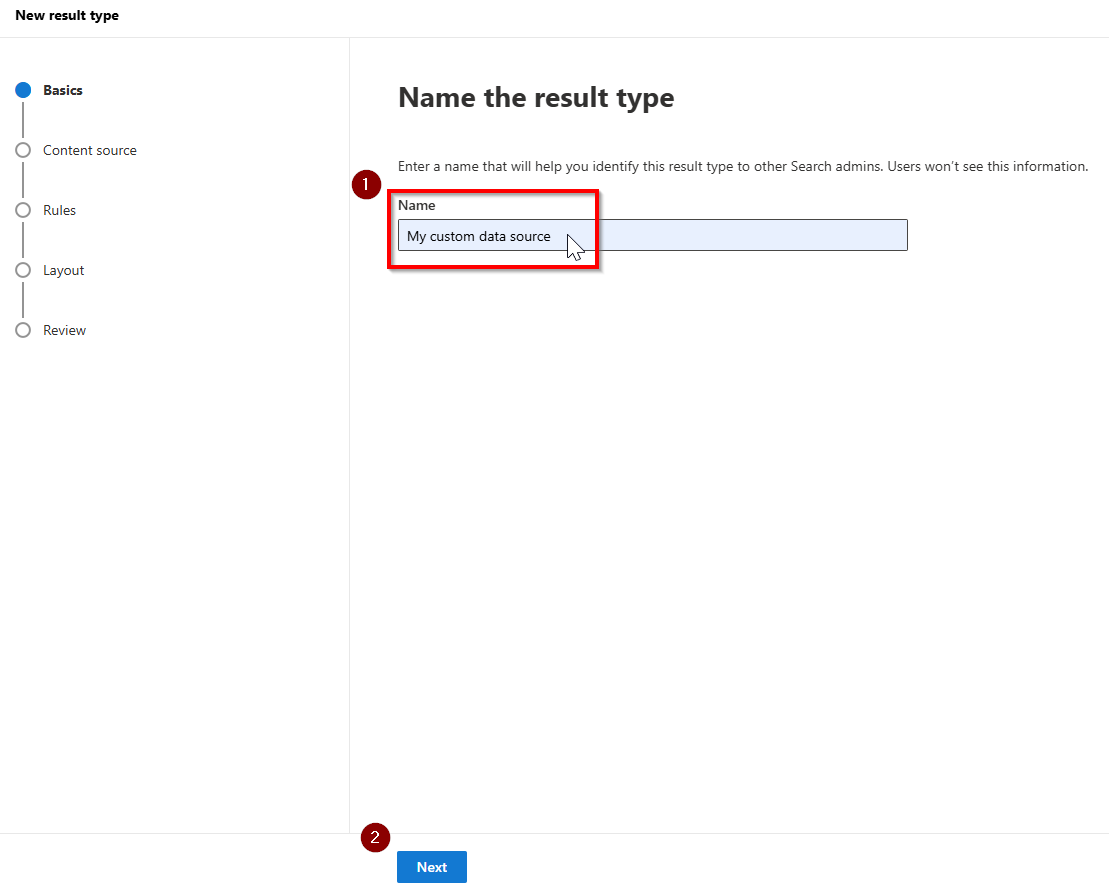 New result type
Basics
Content source
Rules
Layout
Review
Name the result type
Enter a name that will help you identify this result type to other Search admins. Users won't see this information.
1
Name
My custom data source
2
Next